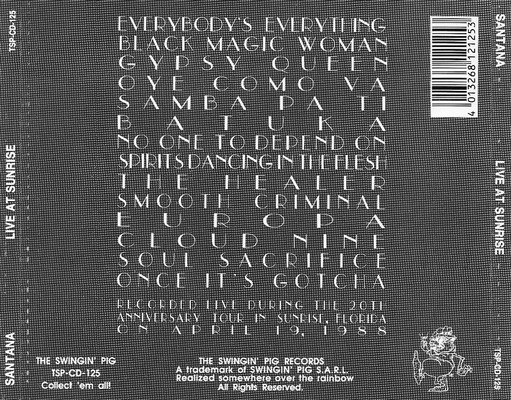 TSP-CD-125
LIVE AT SUNRISE
SANTANA
EVERYBODY'S EVERYTHING
BLACK MAGIC WOMAN
GYPSY QUEEN
OYE COMO VA
SAMBA PA TI
BATUKA
NO ONE TO DEPEND ON
SPIRITS DANCING IN THE FLESH
THE HEALER
SMOOTH CRIMINAL
EUROPA
CLOUD NINE
SOUL SACRIFICE
ONCE IT'S GOTCHA
RECORDER LIVE DURING THE 20TH
ANNIVERSARY TOUR IN SUNRISE, FLORIDA
ON APRIL 19, 1988
THE SWINGIN' PIG
TSP-CD-125
Collect 'em all!
THE SWINGIN' PIG RECORDS
A trademark of SWINGIN' PIG S.A.R.L.
Realized somewhere over the rainbow
All Rights Reserved.
4 013268 121253
SANTANA
LIVE AT SUNRISE
TSP-CD-125